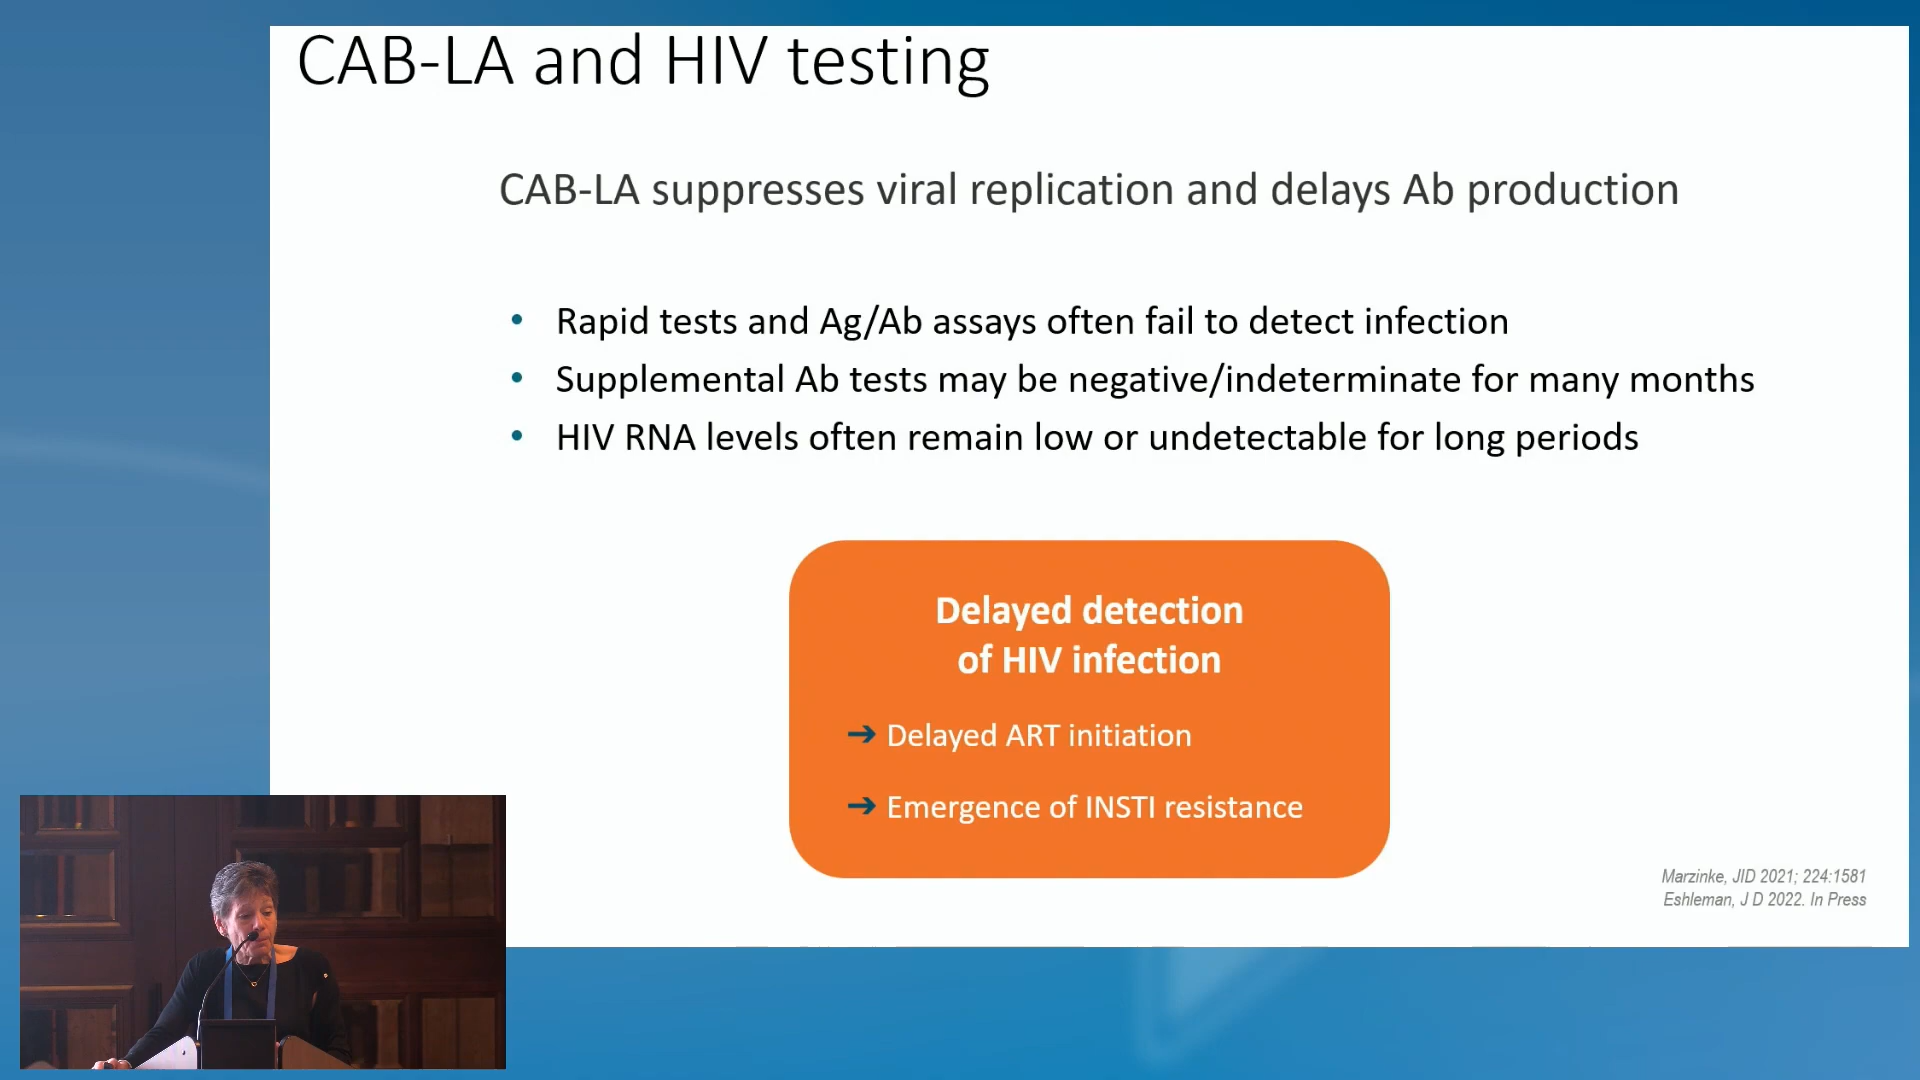 CAB-LA and HIV testing
CAB-LA suppresses viral replication and delays Ab production
• Rapid tests and Ag/Ab assays often fail to detect infection
• Supplemental Ab tests may be negative/indeterminate for many months
• HIV RNA levels often remain low or undetectable for long periods
Delayed detection
of HIV infection
➔ Delayed ART initiation
➔ Emergence of INSTI resistance
Marzinke, JID 2021; 224:1581
Eshleman, J D 2022. In Press